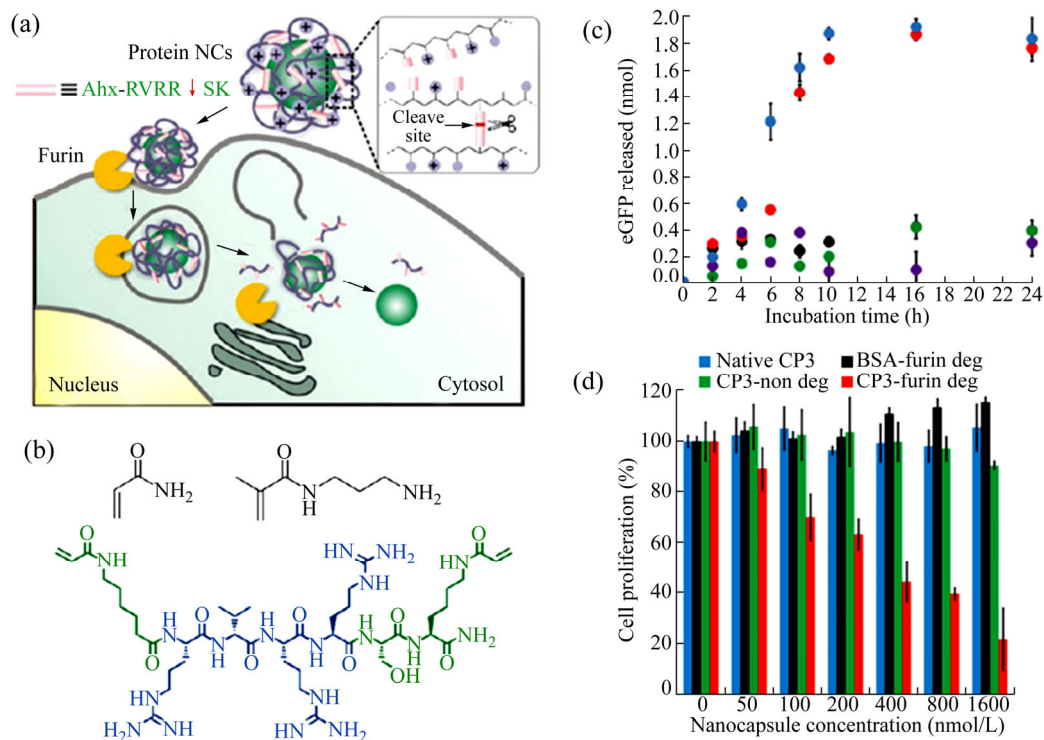 (a)
Protein NCs
Ahx-RVRR ↓ SK
Cleave
site
Furin
Nucleus
Cytosol
(b)
O
NH₂
O
N
H
NH₂
O
NH
O
H
N
O
N
H
O
H
N
O
N
H
O
H
N
O
N
H
O
NH₂
OH
HN
NH₂
NH
O
NH
NH
H₂N
NH
NH
HN
NH₂
(c)
eGFP released (nmol)
2.0
1.8
1.6
1.4
1.2
1.0
0.8
0.6
0.4
0.2
0.0
0 2 4 6 8 10 12 14 16 18 20 22 24
Incubation time (h)
(d)
Native CP3
BSA-furin deg
CP3-non deg
CP3-furin deg
Cell proliferation (%)
120
100
80
60
40
20
0
0 50 100 200 400 800 1600
Nanocapsule concentration (nmol/L)